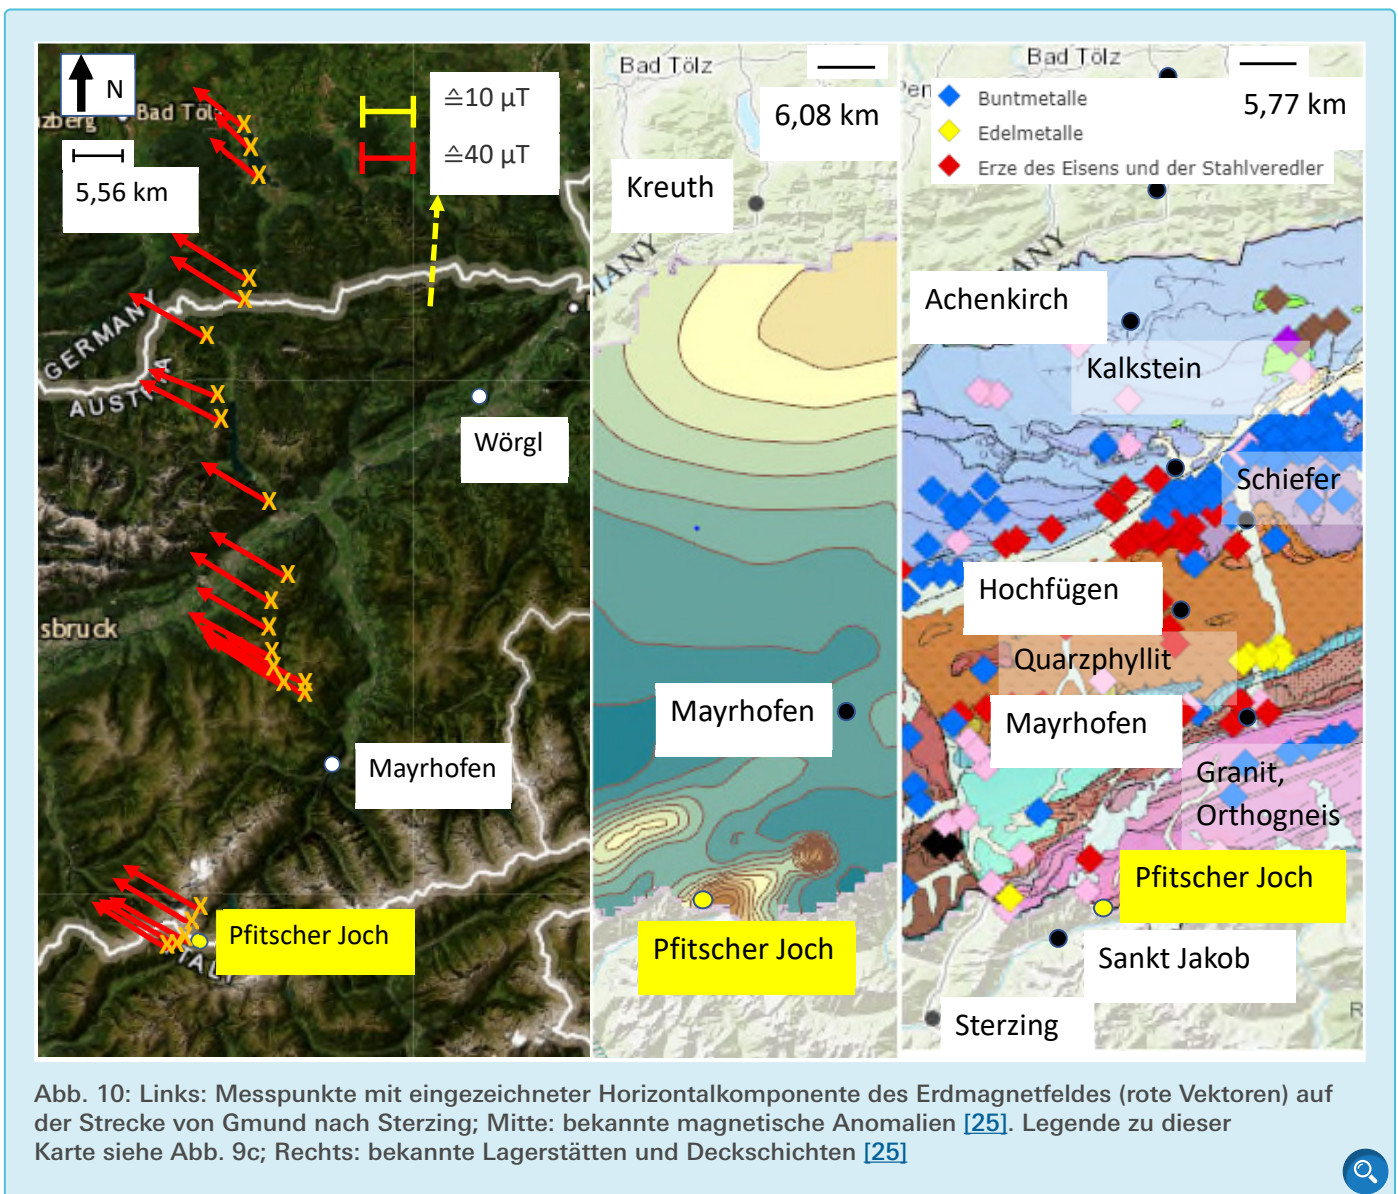 N
Bad Tölz
5,56 km
≙10 µT
≙40 µT
GERMANY
AUSTRIA
Wörgl
sbruck
Mayrhofen
Pfitscher Joch
Bad Tölz
6,08 km
Kreuth
MANY
Mayrhofen
Pfitscher Joch
Bad Tölz
5,77 km
Buntmetalle
Edelmetalle
Erze des Eisens und der Stahlveredler
Achenkirch
Kalkstein
Schiefer
Hochfügen
Quarzphyllit
Mayrhofen
Granit,
Orthogneis
Pfitscher Joch
Sankt Jakob
Sterzing
Abb. 10: Links: Messpunkte mit eingezeichneter Horizontalkomponente des Erdmagnetfeldes (rote Vektoren) auf
der Strecke von Gmund nach Sterzing; Mitte: bekannte magnetische Anomalien [25]. Legende zu dieser
Karte siehe Abb. 9c; Rechts: bekannte Lagerstätten und Deckschichten [25]